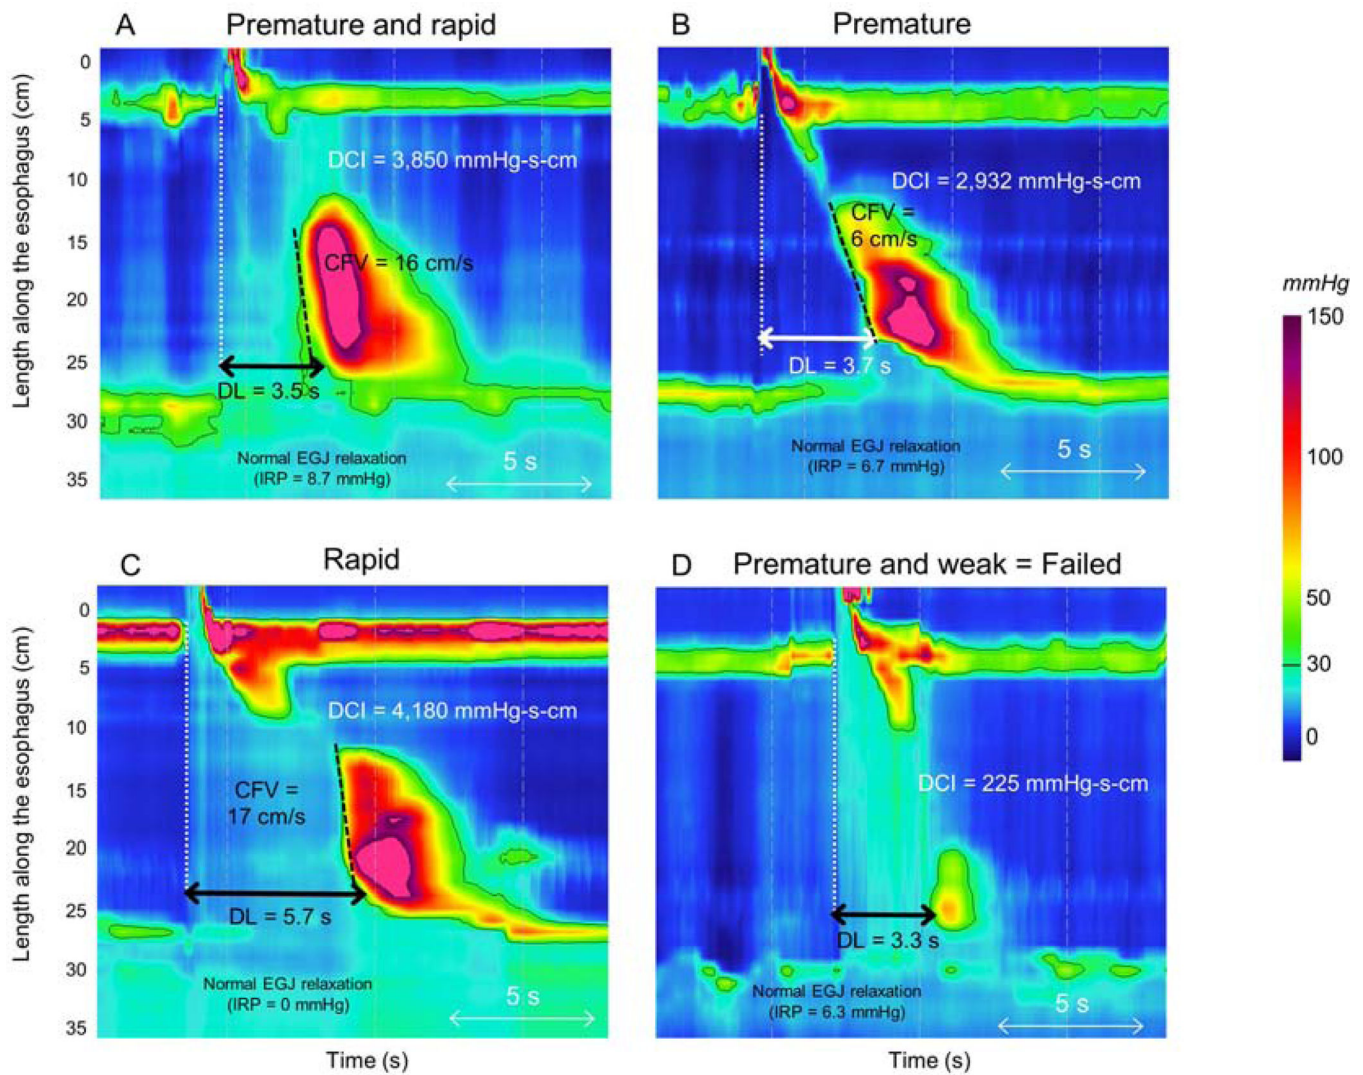 A Premature and rapid
B Premature
Length along the esophagus (cm)
0
5
10
15
20
25
30
35
DCI = 3,850 mmHg-s-cm
CFV = 16 cm/s
DL = 3.5 s
Normal EGJ relaxation
(IRP = 8.7 mmHg)
5 s
DCI = 2,932 mmHg-s-cm
CFV =
6 cm/s
DL = 3.7 s
Normal EGJ relaxation
(IRP = 6.7 mmHg)
5 s
mmHg
150
100
50
30
0
C Rapid
D Premature and weak = Failed
Length along the esophagus (cm)
0
5
10
15
20
25
30
35
DCI = 4,180 mmHg-s-cm
CFV =
17 cm/s
DL = 5.7 s
Normal EGJ relaxation
(IRP = 0 mmHg)
5 s
Time (s)
DCI = 225 mmHg-s-cm
DL = 3.3 s
Normal EGJ relaxation
(IRP = 6.3 mmHg)
5 s
Time (s)